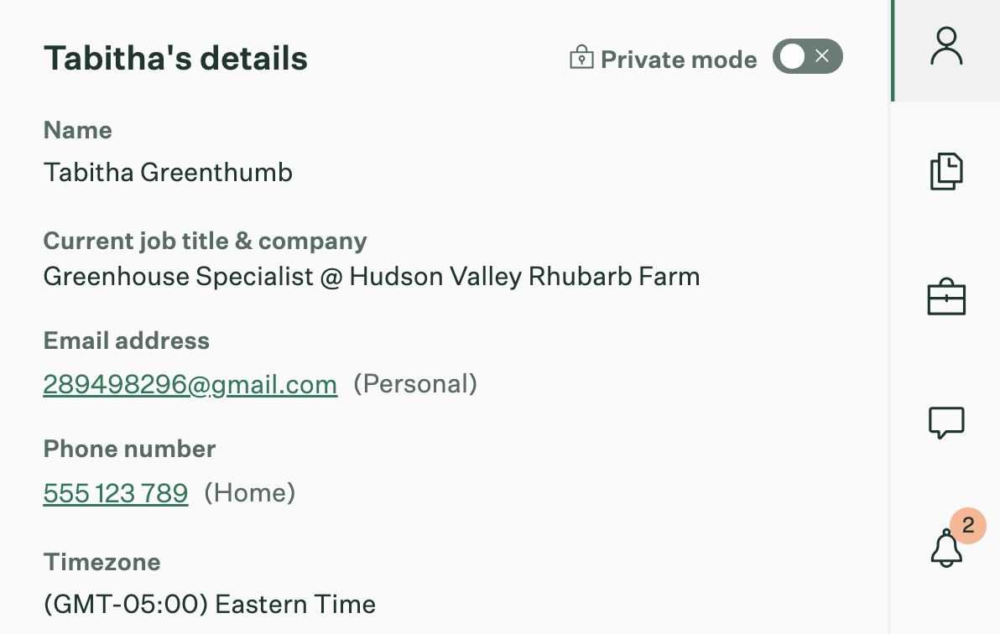 Tabitha's details
Private mode
Name
Tabitha Greenthumb
Current job title & company
Greenhouse Specialist @ Hudson Valley Rhubarb Farm
Email address
289498296@gmail.com (Personal)
Phone number
555 123 789 (Home)
2
Timezone
(GMT-05:00) Eastern Time